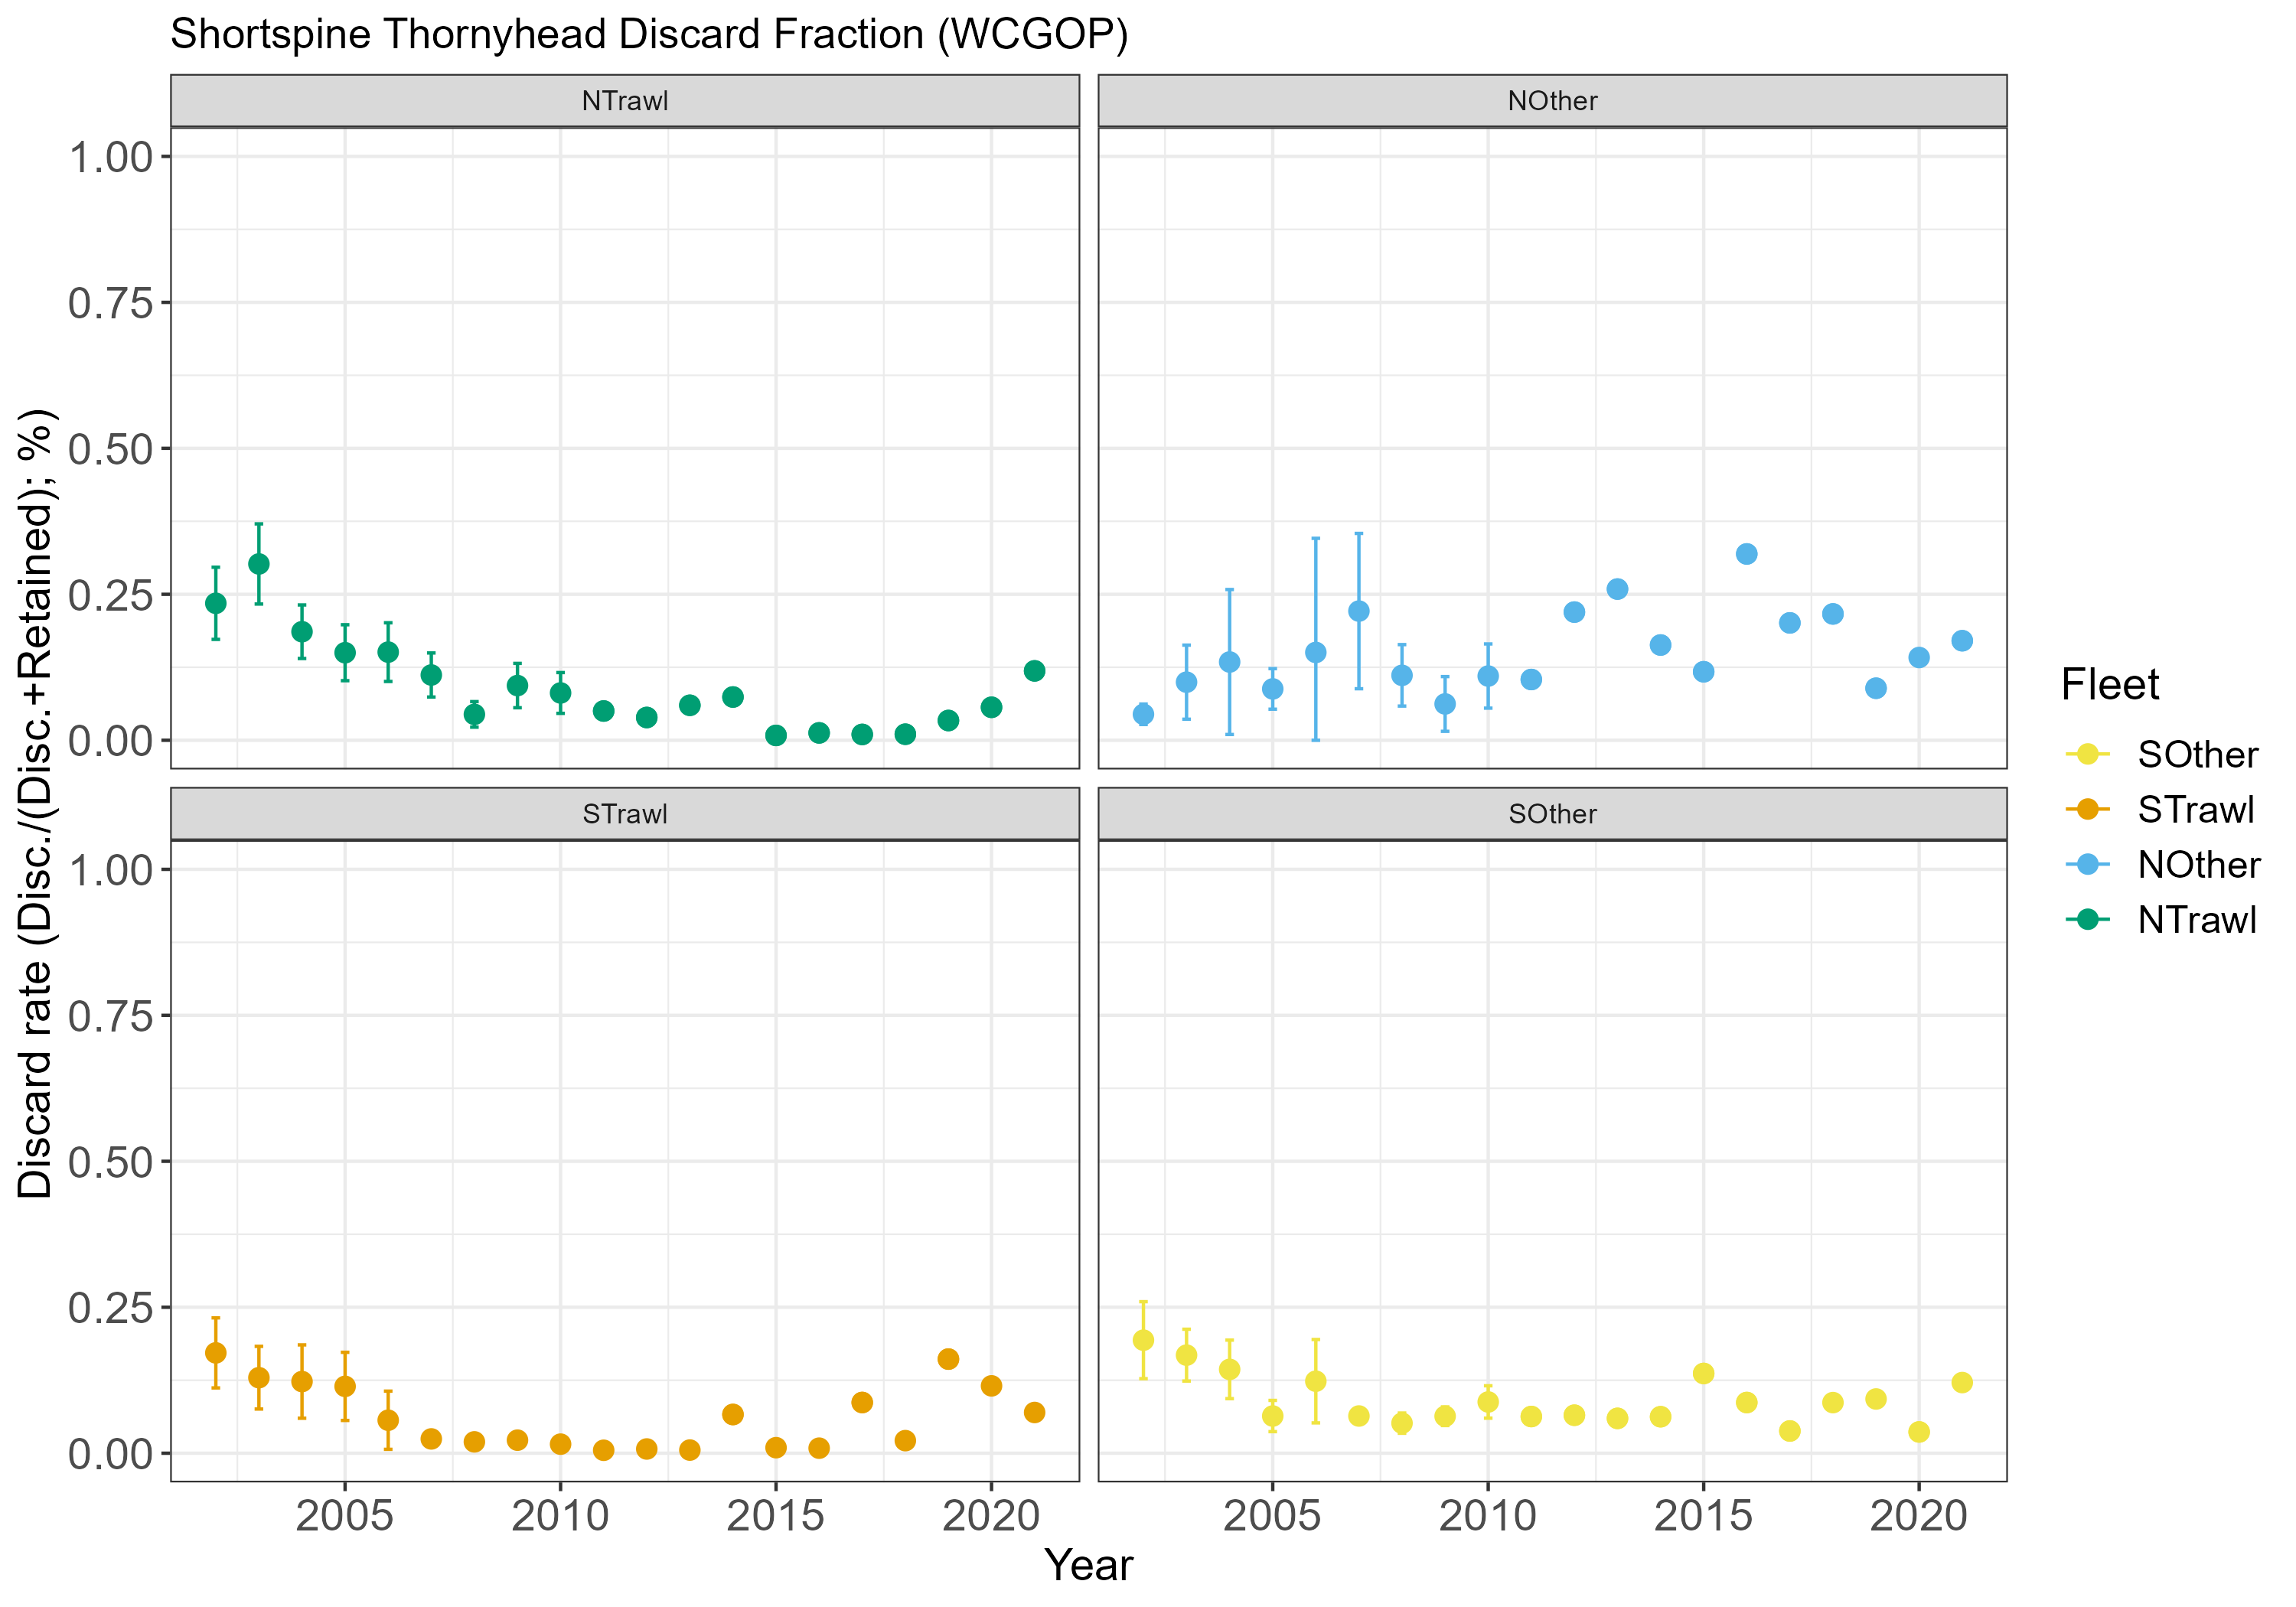 Shortspine Thornyhead Discard Fraction (WCGOP)
NTrawl
NOther
1.00
0.75
0.50
0.25
0.00
STrawl
SOther
1.00
0.75
0.50
0.25
0.00
2005 2010 2015 2020
2005 2010 2015 2020
Year
Discard rate (Disc./(Disc.+Retained); %)
Fleet
SOther
STrawl
NOther
NTrawl